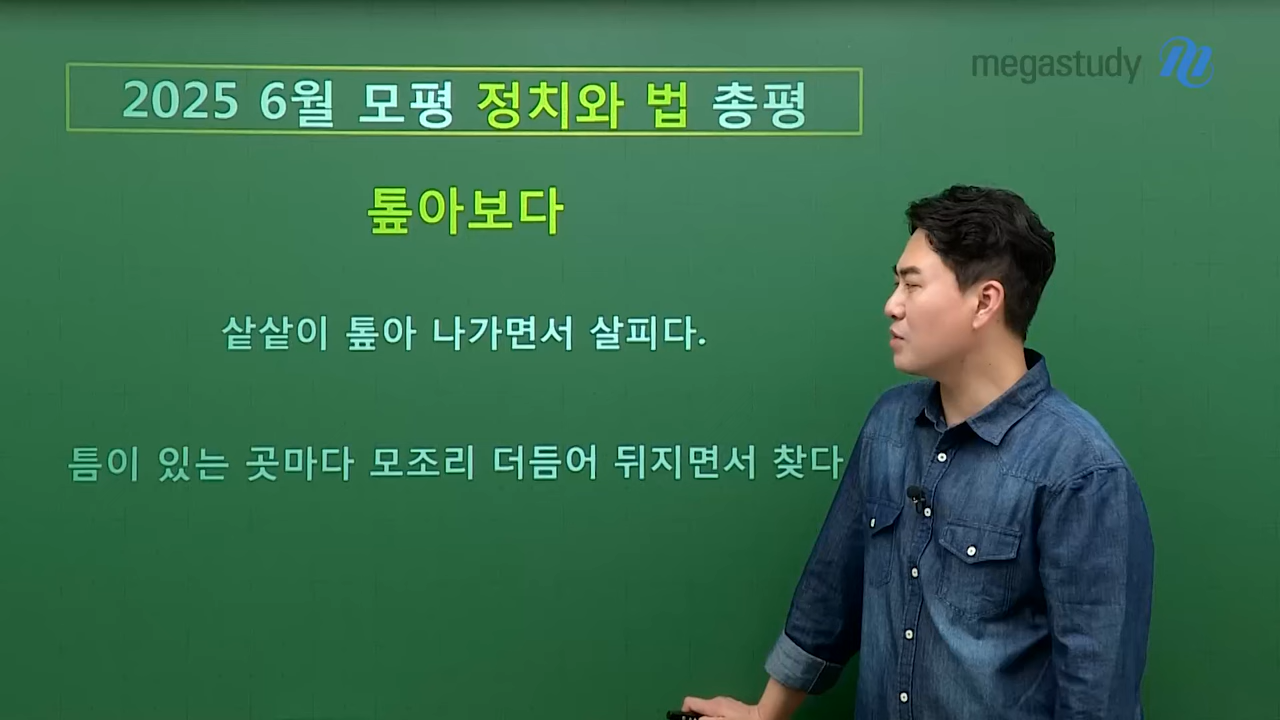 megastudy
2025 6월 모평 정치와 법 총평
톺아보다
샅샅이 톺아 나가면서 살피다.
틈이 있는 곳마다 모조리 더듬어 뒤지면서 찾다